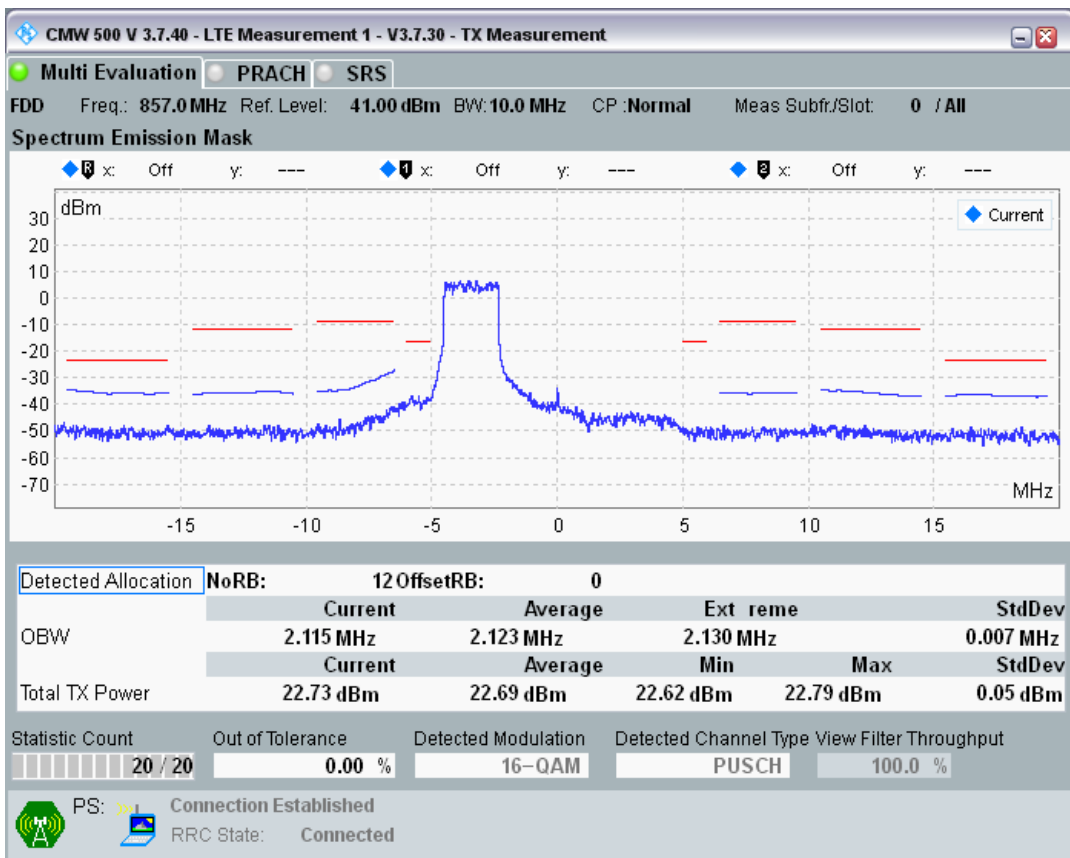 CMW 500 V 3.7.40 - LTE Measurement 1 - V3.7.30 - TX Measurement
Multi Evaluation PRACH SRS
FDD Freq.: 857.0 MHz Ref. Level: 41.00 dBm BW: 10.0 MHz CP :Normal Meas Subfr./Slot: 0 / All
Spectrum Emission Mask
R x: Off y: --- 1 x: Off y: --- 2 x: Off y: ---
dBm
Current
30
20
10
0
-10
-20
-30
-40
-50
-60
-70
MHz
-15 -10 -5 0 5 10 15
Detected Allocation NoRB: 12 OffsetRB: 0
Current Average Ext reme StdDev
OBW 2.115 MHz 2.123 MHz 2.130 MHz 0.007 MHz
Current Average Min Max StdDev
Total TX Power 22.73 dBm 22.69 dBm 22.62 dBm 22.79 dBm 0.05 dBm
Statistic Count Out of Tolerance Detected Modulation Detected Channel Type View Filter Throughput
20 / 20 0.00 % 16-QAM PUSCH 100.0 %
PS: Connection Established
RRC State: Connected